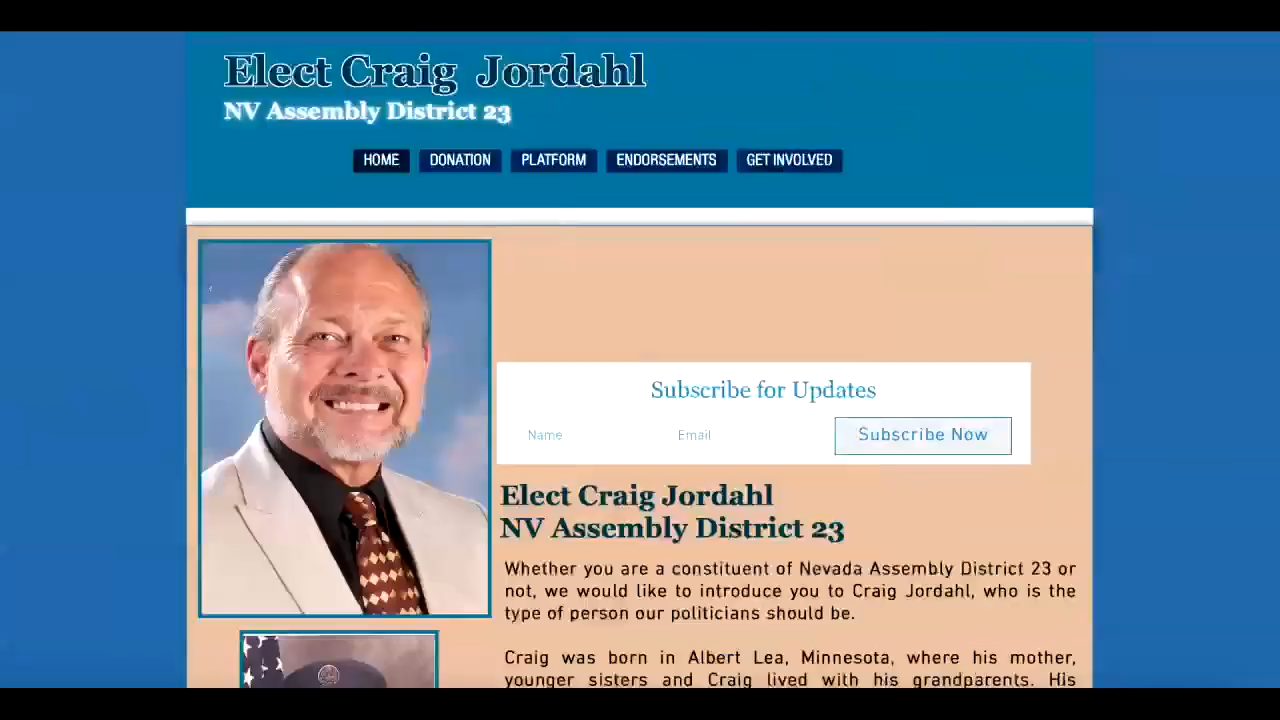 Elect Craig Jordahl
NV Assembly District 23
HOME DONATION PLATFORM ENDORSEMENTS GET INVOLVED
Subscribe for Updates
Name Email Subscribe Now
Elect Craig Jordahl
NV Assembly District 23
Whether you are a constituent of Nevada Assembly District 23 or
not, we would like to introduce you to Craig Jordahl, who is the
type of person our politicians should be.
Craig was born in Albert Lea, Minnesota, where his mother,
younger sisters and Craig lived with his grandparents. His